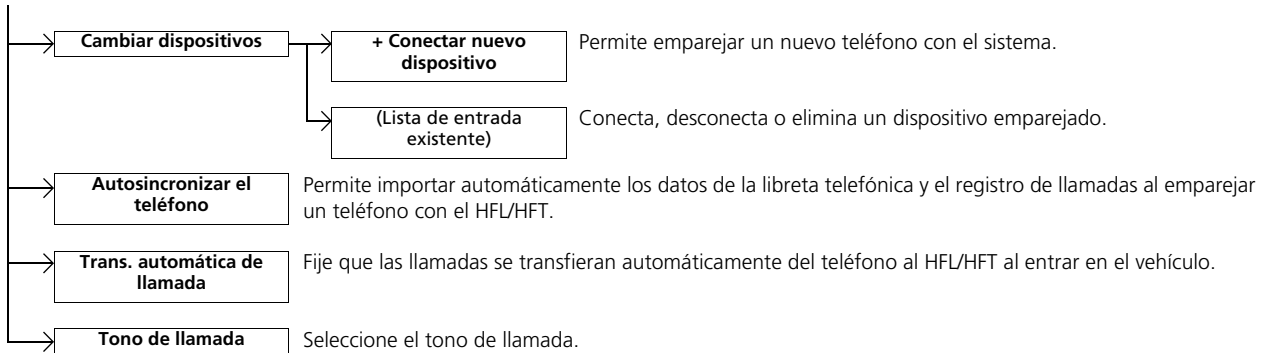 Cambiar dispositivos
+ Conectar nuevo
dispositivo
Permite emparejar un nuevo teléfono con el sistema.
(Lista de entrada
existente)
Conecta, desconecta o elimina un dispositivo emparejado.
Autosincronizar el
teléfono
Permite importar automáticamente los datos de la libreta telefónica y el registro de llamadas al emparejar
un teléfono con el HFL/HFT.
Trans. automática de
llamada
Fije que las llamadas se transfieran automáticamente del teléfono al HFL/HFT al entrar en el vehículo.
Tono de llamada
Seleccione el tono de llamada.